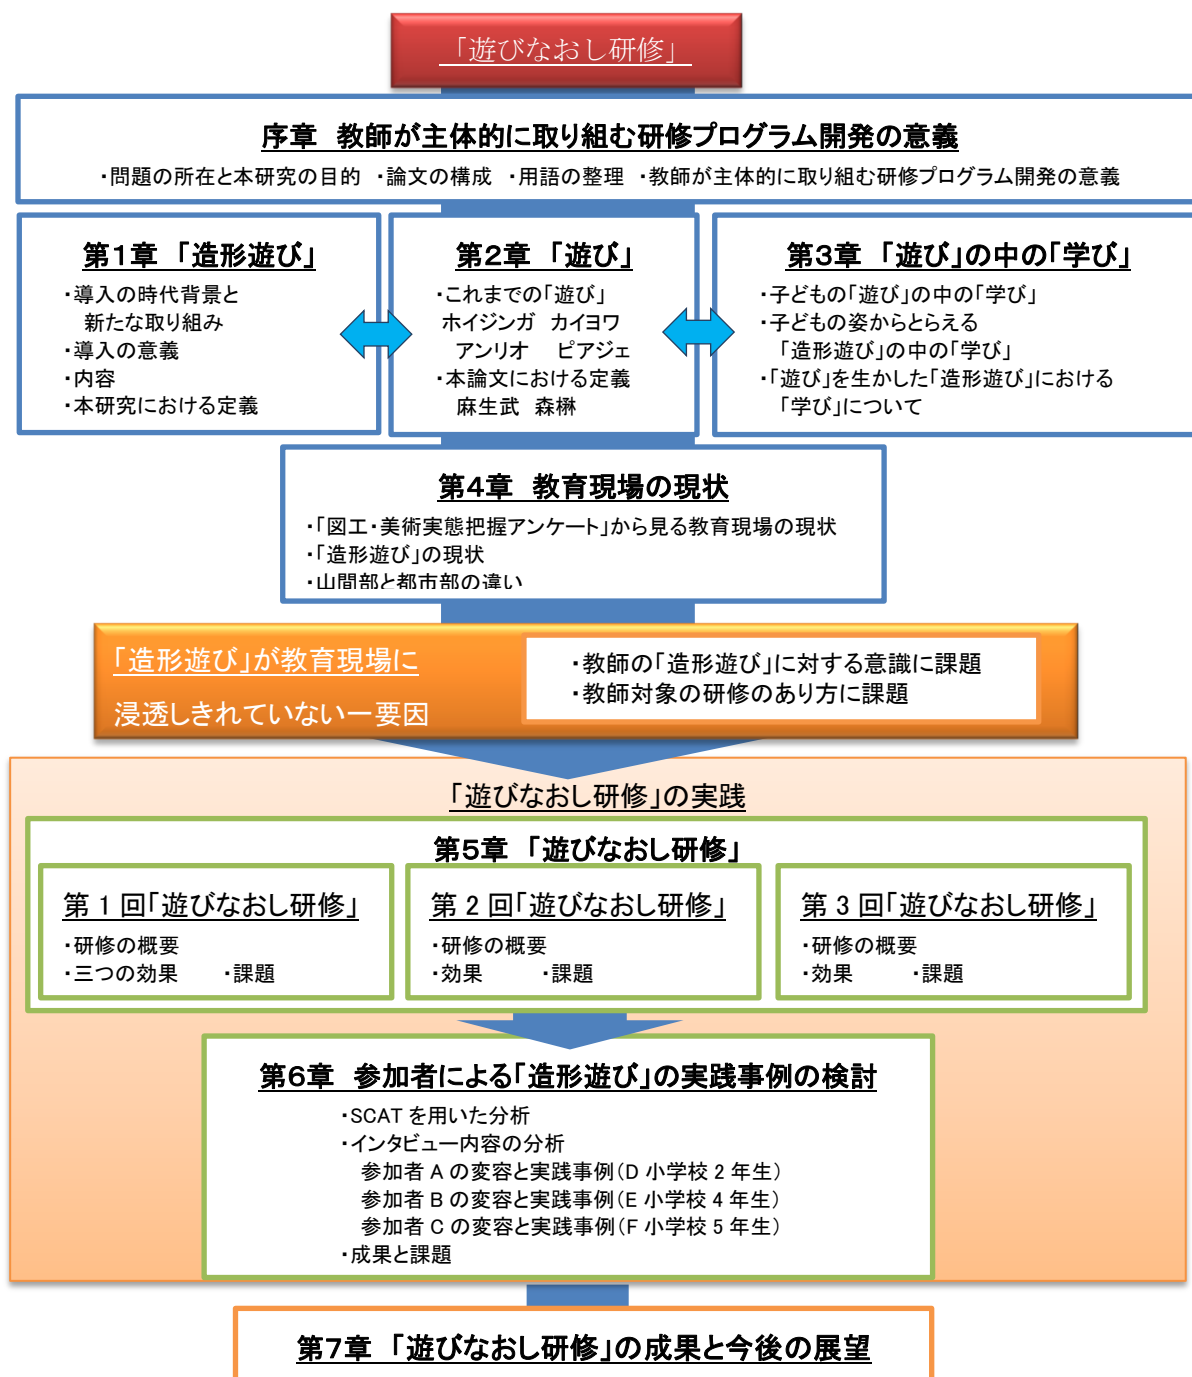 「遊びなおし研修」
序章　教師が主体的に取り組む研修プログラム開発の意義
・問題の所在と本研究の目的　・論文の構成　・用語の整理　・教師が主体的に取り組む研修プログラム開発の意義
第1章　「造形遊び」
・導入の時代背景と
新たな取り組み
・導入の意義
・内容
・本研究における定義
第2章　「遊び」
・これまでの「遊び」
ホイジンガ　カイヨワ
アンリオ　ピアジェ
・本論文における定義
麻生武　森楙
第3章　「遊び」の中の「学び」
・子どもの「遊び」の中の「学び」
・子どもの姿からとらえる
「造形遊び」の中の「学び」
・「遊び」を生かした「造形遊び」における
「学び」について
第4章　教育現場の現状
・「図工・美術実態把握アンケート」から見る教育現場の現状
・「造形遊び」の現状
・山間部と都市部の違い
「造形遊び」が教育現場に
浸透しきれていない一要因
・教師の「造形遊び」に対する意識に課題
・教師対象の研修のあり方に課題
「遊びなおし研修」の実践
第5章　「遊びなおし研修」
第 1 回「遊びなおし研修」
・研修の概要
・三つの効果　・課題
第 2 回「遊びなおし研修」
・研修の概要
・効果　・課題
第 3 回「遊びなおし研修」
・研修の概要
・効果　・課題
第6章　参加者による「造形遊び」の実践事例の検討
・SCAT を用いた分析
・インタビュー内容の分析
参加者 A の変容と実践事例（D 小学校 2 年生）
参加者 B の変容と実践事例（E 小学校 4 年生）
参加者 C の変容と実践事例（F 小学校 5 年生）
・成果と課題
第7章　「遊びなおし研修」の成果と今後の展望